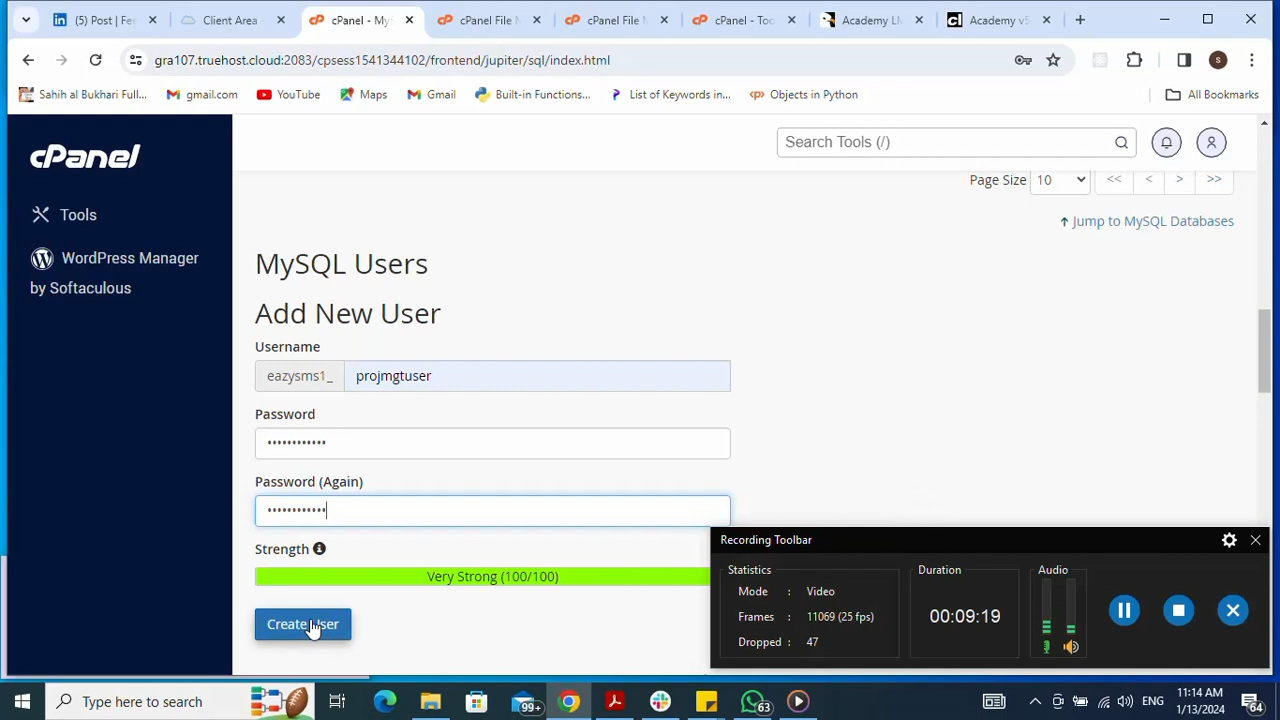 (5) Post | Fee
Client Area
cPanel - My
cPanel File M
cPanel File M
cPanel - Too
Academy LM
Academy v5
gra107.truehost.cloud:2083/cpsess1541344102/frontend/jupiter/sql/index.html
Sahih al Bukhari Full...
gmail.com
YouTube
Maps
Gmail
Built-in Functions...
List of Keywords in...
Objects in Python
All Bookmarks
cPanel
Search Tools (/)
Tools
WordPress Manager
by Softaculous
Page Size 10 << < > >>
Jump to MySQL Databases
MySQL Users
Add New User
Username
eazysms1_ projmgtuser
Password
Password (Again)
Strength
Very Strong (100/100)
Create User
Recording Toolbar
Statistics
Mode : Video
Frames : 11069 (25 fps)
Dropped : 47
Duration
00:09:19
Audio
Type here to search
99+
63
ENG
11:14 AM
1/13/2024
64